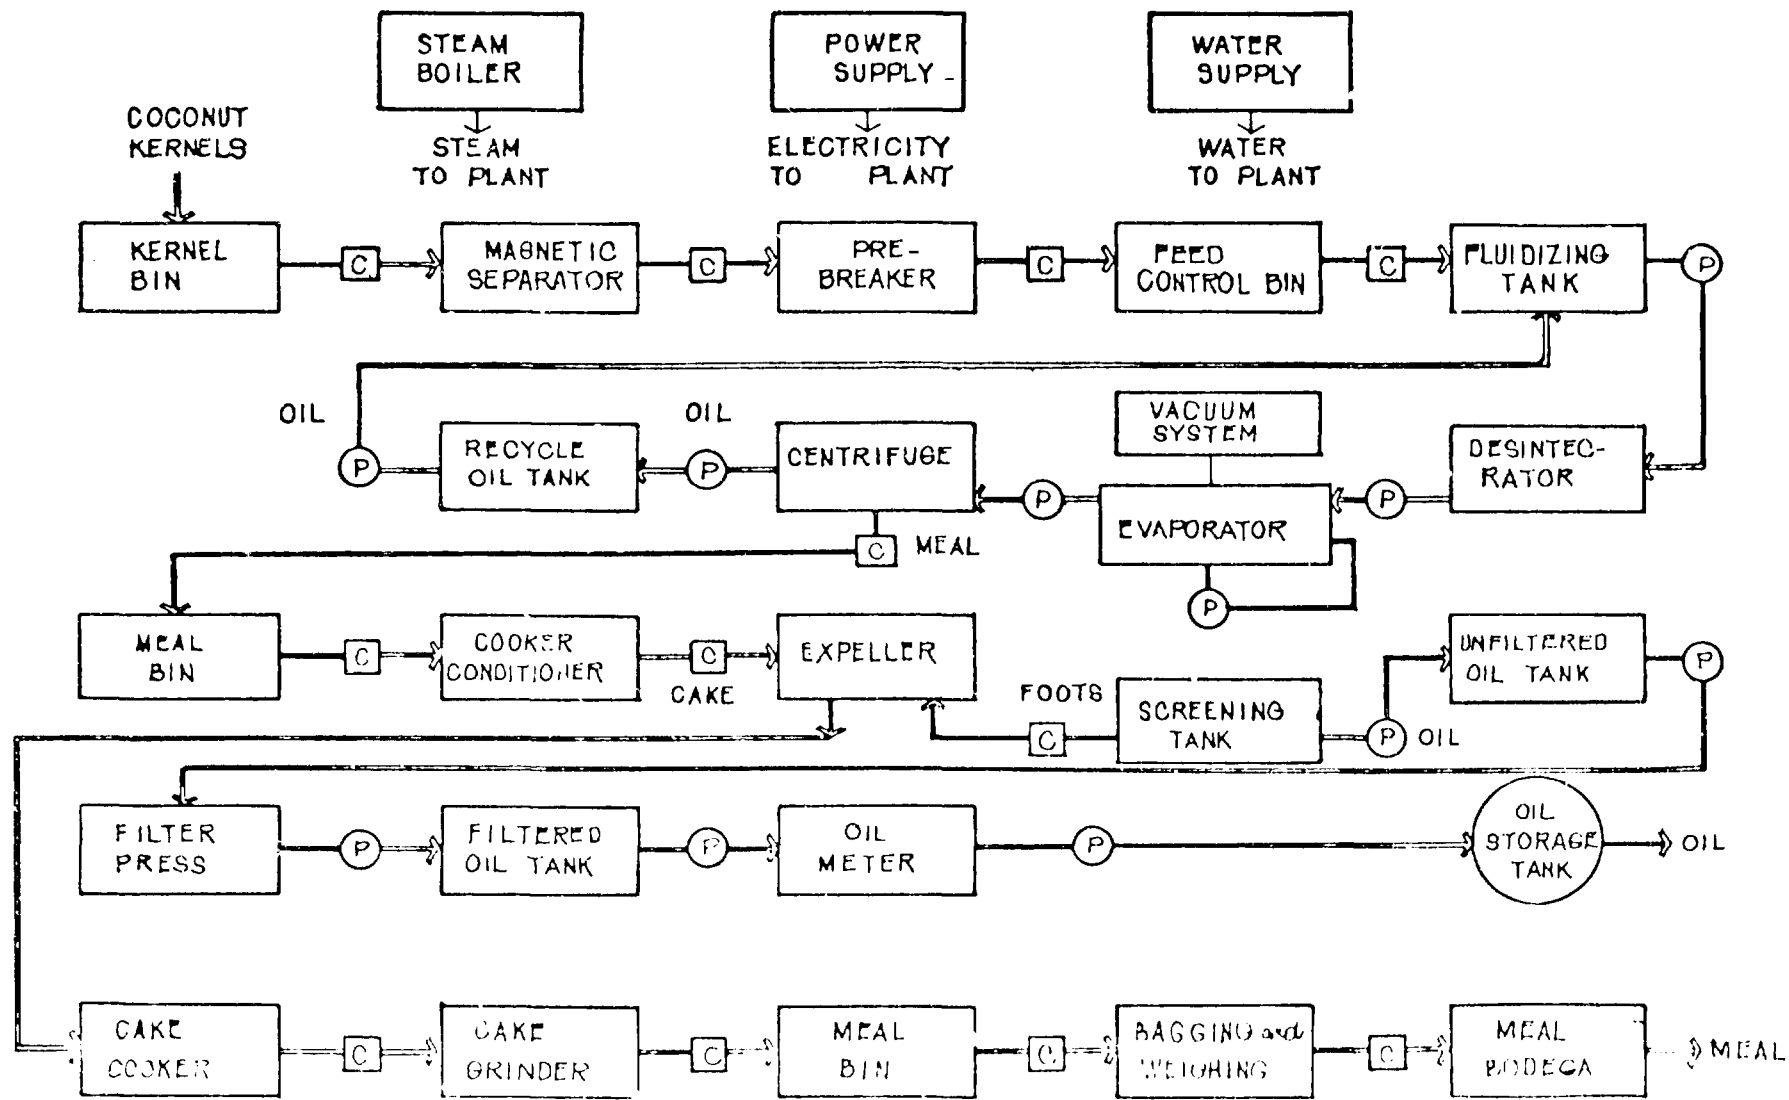 STEAM
BOILER
POWER
SUPPLY
WATER
SUPPLY
COCONUT
KERNELS
STEAM
TO PLANT
ELECTRICITY
TO PLANT
WATER
TO PLANT
KERNEL
BIN
C
MAGNETIC
SEPARATOR
C
PRE-
BREAKER
C
FEED
CONTROL BIN
C
FLUIDIZING
TANK
P
OIL
P
RECYCLE
OIL TANK
OIL
P
CENTRIFUGE
P
VACUUM
SYSTEM
EVAPORATOR
P
P
DESINTEC-
RATOR
C
MEAL
MEAL
BIN
C
COOKER
CONDITIONER
C
CAKE
EXPELLER
FOOTS
C
SCREENING
TANK
P
OIL
UNFILTERED
OIL TANK
P
FILTER
PRESS
P
FILTERED
OIL TANK
P
OIL
METER
P
OIL
STORAGE
TANK
OIL
CAKE
COOKER
C
CAKE
GRINDER
C
MEAL
BIN
C
BAGGING and
WEIGHING
C
MEAL
BODEGA
MEAL